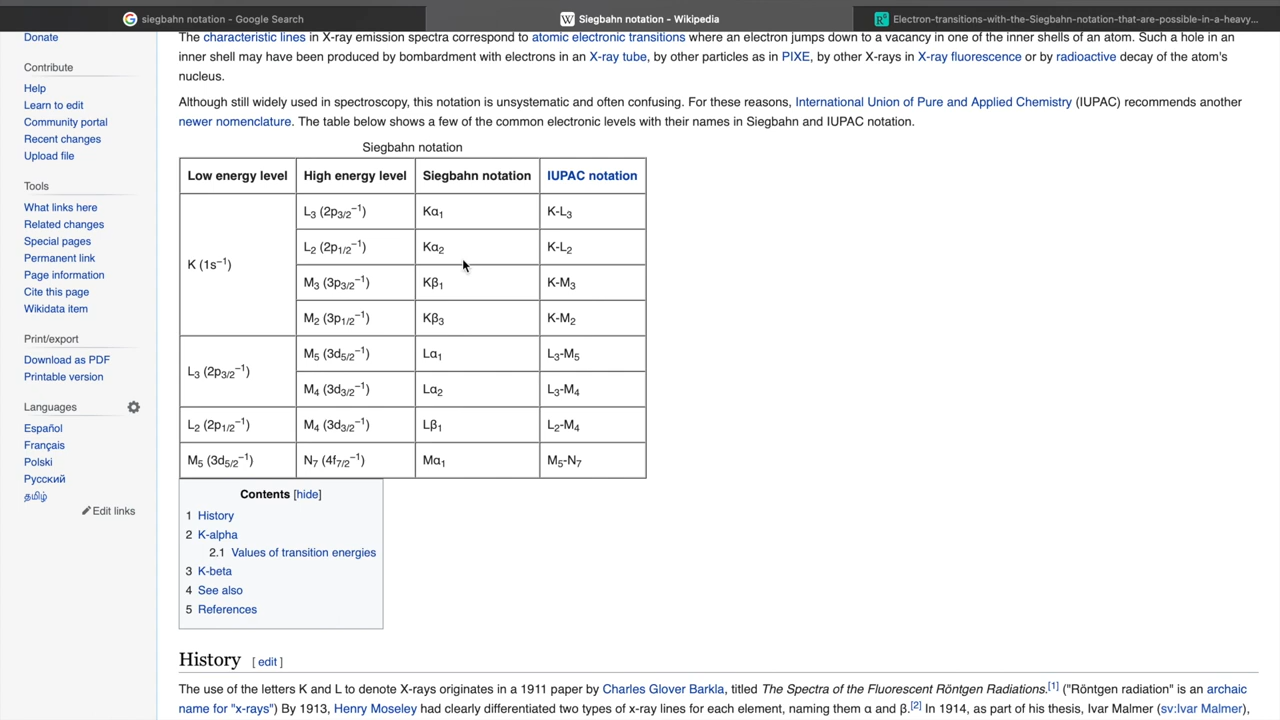 siegbahn notation - Google Search
Siegbahn notation - Wikipedia
Electron-transitions-with-the-Siegbahn-notation-that-are-possible-in-a-heavy...
Donate
Contribute
Help
Learn to edit
Community portal
Recent changes
Upload file
Tools
What links here
Related changes
Special pages
Permanent link
Page information
Cite this page
Wikidata item
Print/export
Download as PDF
Printable version
Languages
Español
Français
Polski
Русский
தமிழ்
Edit links
The characteristic lines in X-ray emission spectra correspond to atomic electronic transitions where an electron jumps down to a vacancy in one of the inner shells of an atom. Such a hole in an
inner shell may have been produced by bombardment with electrons in an X-ray tube, by other particles as in PIXE, by other X-rays in X-ray fluorescence or by radioactive decay of the atom's
nucleus.
Although still widely used in spectroscopy, this notation is unsystematic and often confusing. For these reasons, International Union of Pure and Applied Chemistry (IUPAC) recommends another
newer nomenclature. The table below shows a few of the common electronic levels with their names in Siegbahn and IUPAC notation.
Siegbahn notation
Low energy level High energy level Siegbahn notation IUPAC notation
K (1s⁻¹) L₃ (2p₃/₂⁻¹) Kα₁ K-L₃
L₂ (2p₁/₂⁻¹) Kα₂ K-L₂
M₃ (3p₃/₂⁻¹) Kβ₁ K-M₃
M₂ (3p₁/₂⁻¹) Kβ₃ K-M₂
L₃ (2p₃/₂⁻¹) M₅ (3d₅/₂⁻¹) Lα₁ L₃-M₅
M₄ (3d₃/₂⁻¹) Lα₂ L₃-M₄
L₂ (2p₁/₂⁻¹) M₄ (3d₃/₂⁻¹) Lβ₁ L₂-M₄
M₅ (3d₅/₂⁻¹) N₇ (4f₇/₂⁻¹) Mα₁ M₅-N₇
Contents [hide]
1 History
2 K-alpha
2.1 Values of transition energies
3 K-beta
4 See also
5 References
History [ edit ]
The use of the letters K and L to denote X-rays originates in a 1911 paper by Charles Glover Barkla, titled The Spectra of the Fluorescent Röntgen Radiations.[1] ("Röntgen radiation" is an archaic
name for "x-rays") By 1913, Henry Moseley had clearly differentiated two types of x-ray lines for each element, naming them α and β.[2] In 1914, as part of his thesis, Ivar Malmer (sv:Ivar Malmer),